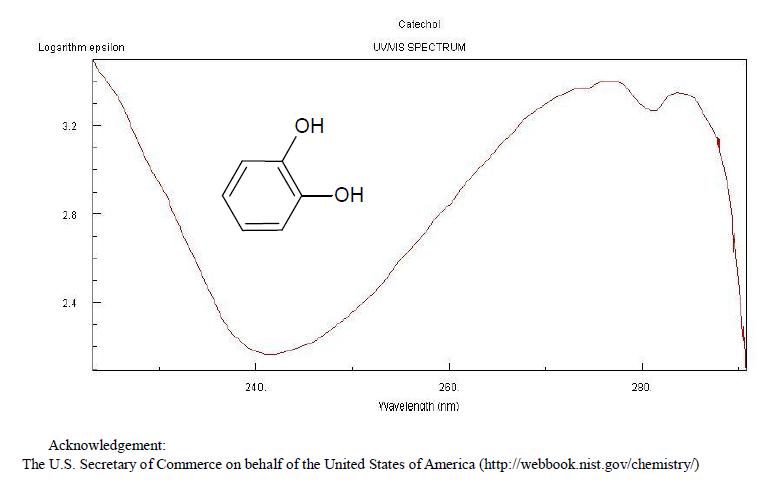 Catechol
Logarithm epsilon
UV/VIS SPECTRUM
3.2
2.8
2.4
OH
OH
240.
260.
280.
Wavelength (nm)
Acknowledgement:
The U.S. Secretary of Commerce on behalf of the United States of America (http://webbook.nist.gov/chemistry/)